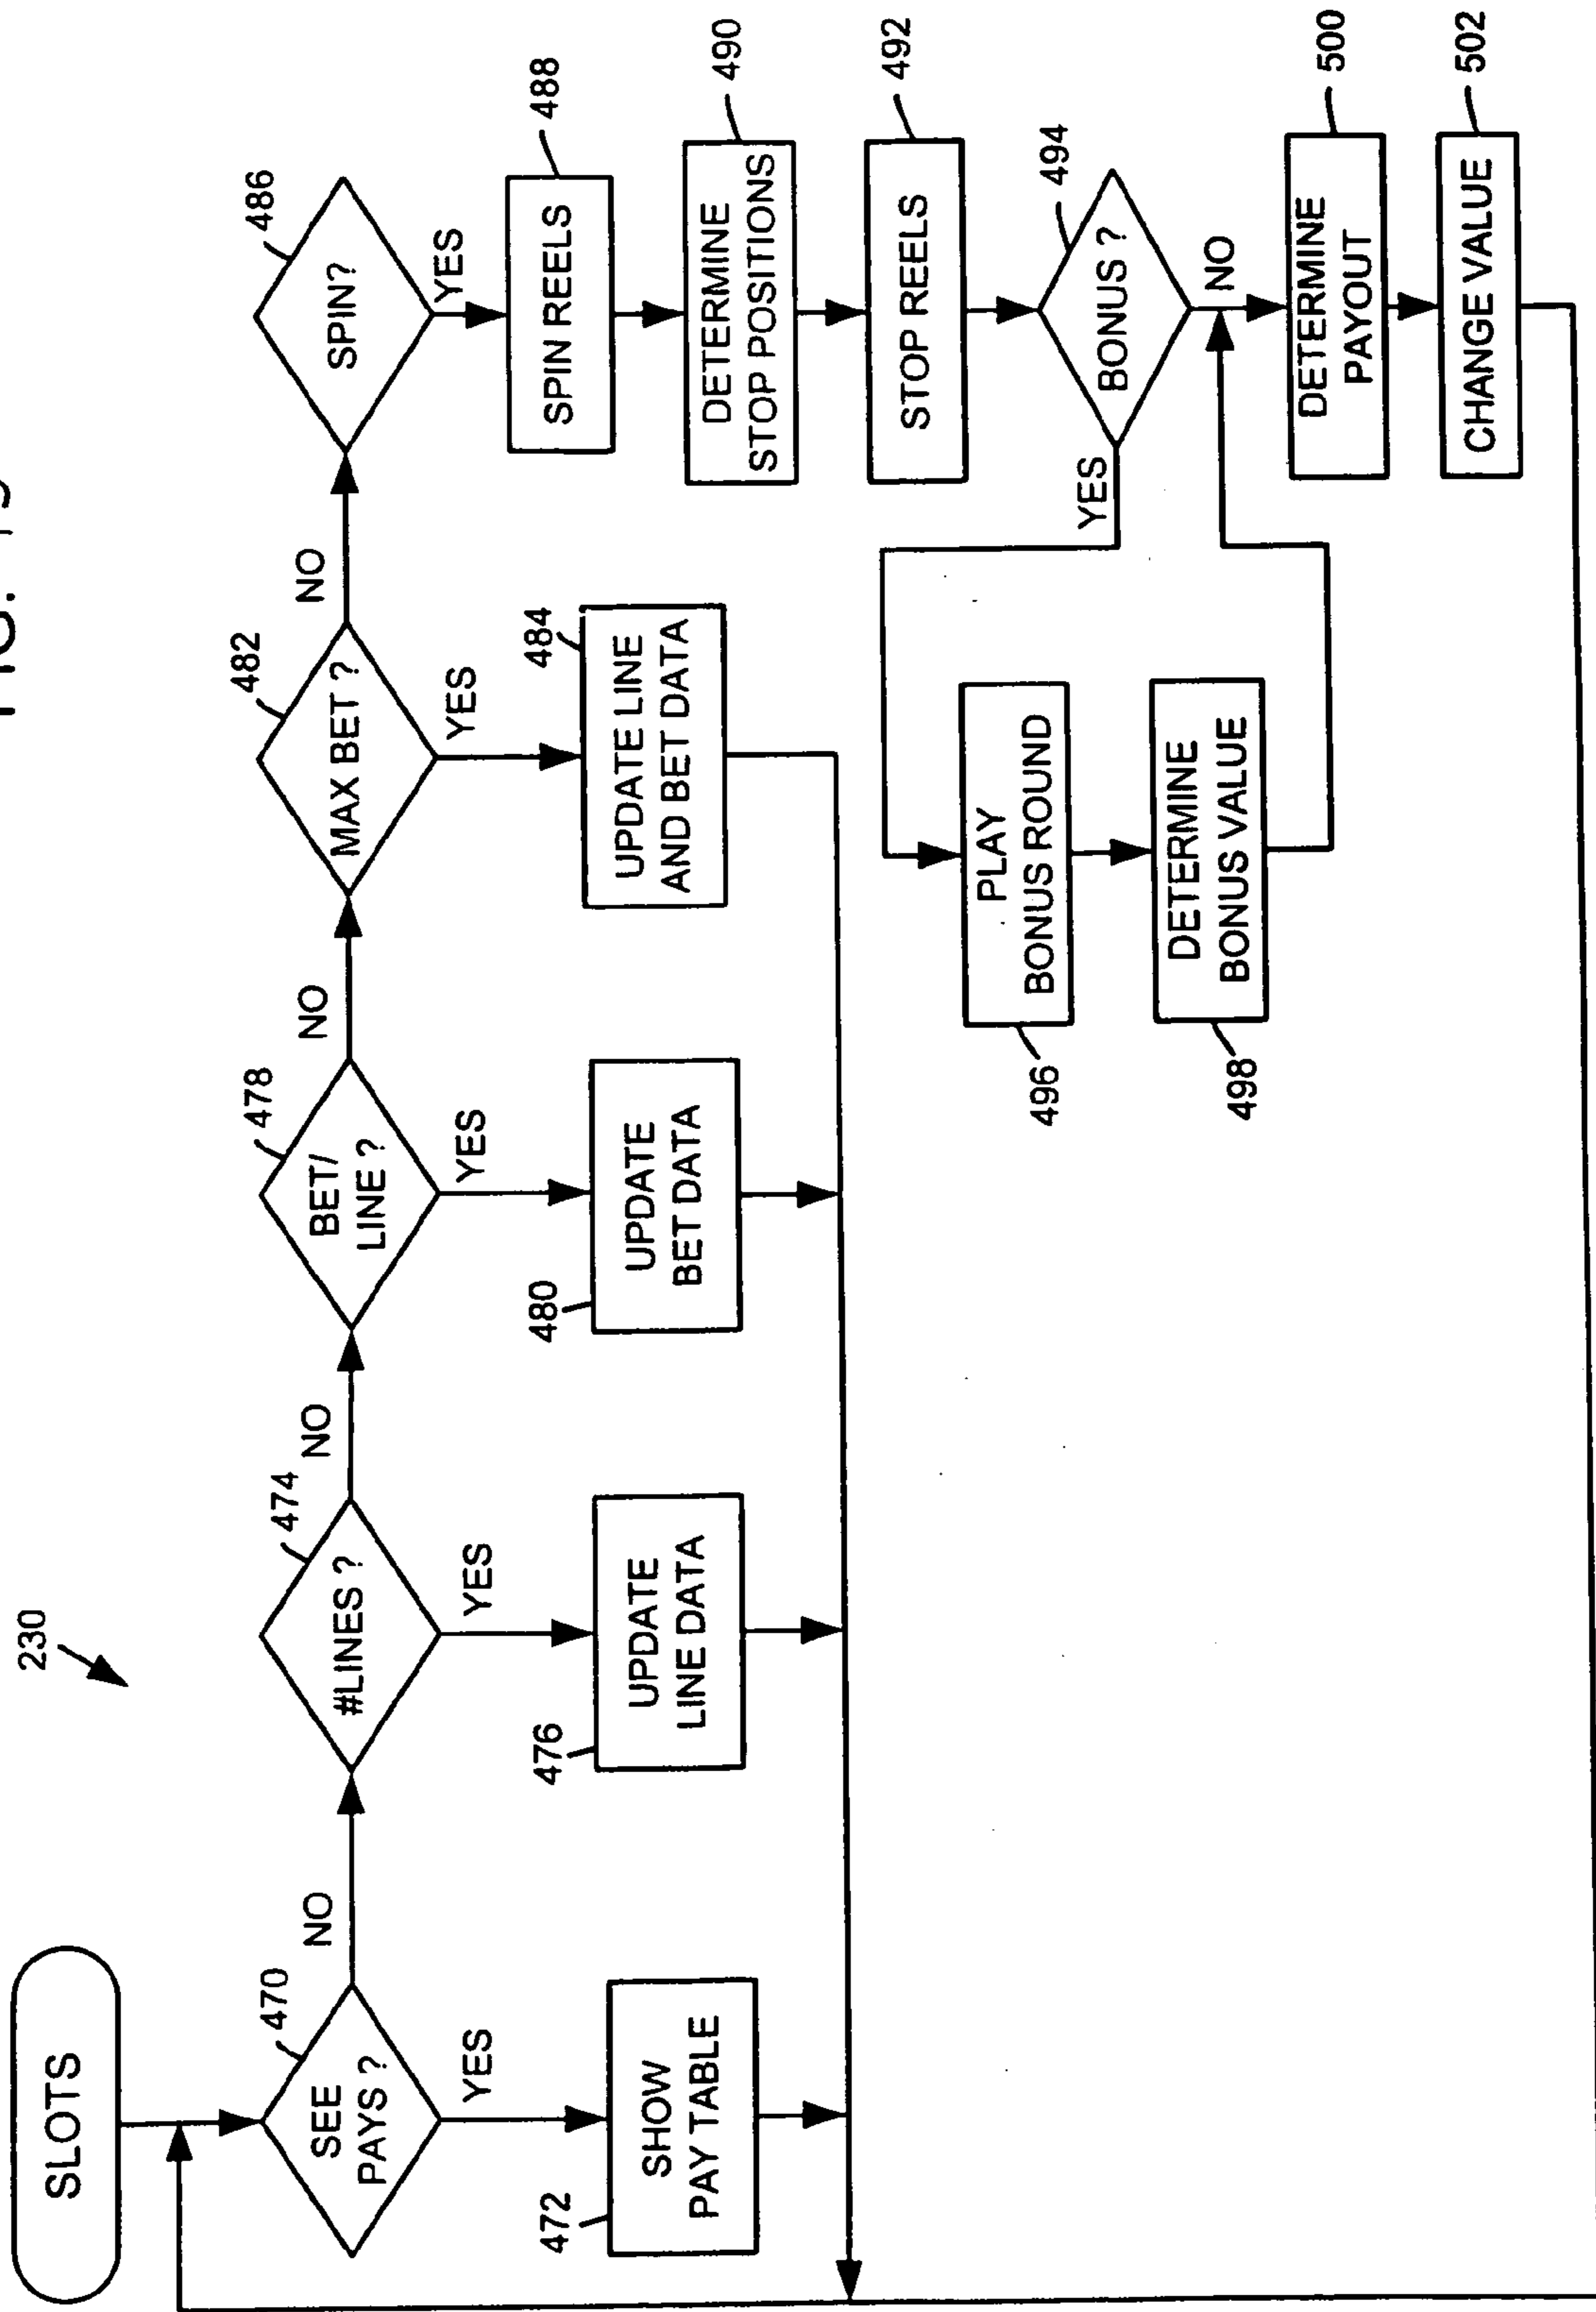 FIG.
SLOTS
230
470
SEE
PAYS ?
NO
YES
472
SHOW
PAY TABLE
474
#LINES ?
NO
YES
476
UPDATE
LINE DATA
478
BET/
LINE ?
NO
YES
480
UPDATE
BET DATA
482
MAX BET ?
NO
YES
484
UPDATE LINE
AND BET DATA
486
SPIN?
YES
488
SPIN REELS
490
DETERMINE
STOP POSITIONS
492
STOP REELS
494
BONUS ?
YES
NO
496
PLAY
BONUS ROUND
498
DETERMINE
BONUS VALUE
500
DETERMINE
PAYOUT
502
CHANGE VALUE